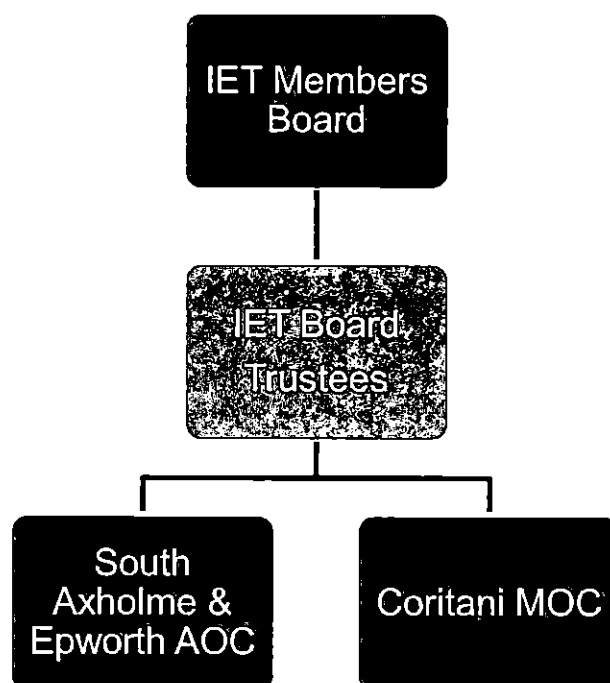 IET Members
Board
IET Board
Trustees
South
Axholme &
Epworth AOC
Coritani MOC